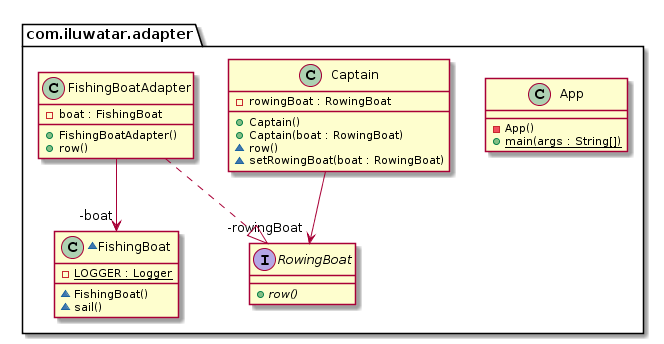 com.iluwatar.adapter
C FishingBoatAdapter
boat : FishingBoat
FishingBoatAdapter()
row()
C Captain
rowingBoat : RowingBoat
Captain()
Captain(boat : RowingBoat)
row()
setRowingBoat(boat : RowingBoat)
C App
App()
main(args : String[])
-boat
-rowingBoat
C FishingBoat
LOGGER : Logger
FishingBoat()
sail()
I RowingBoat
row()